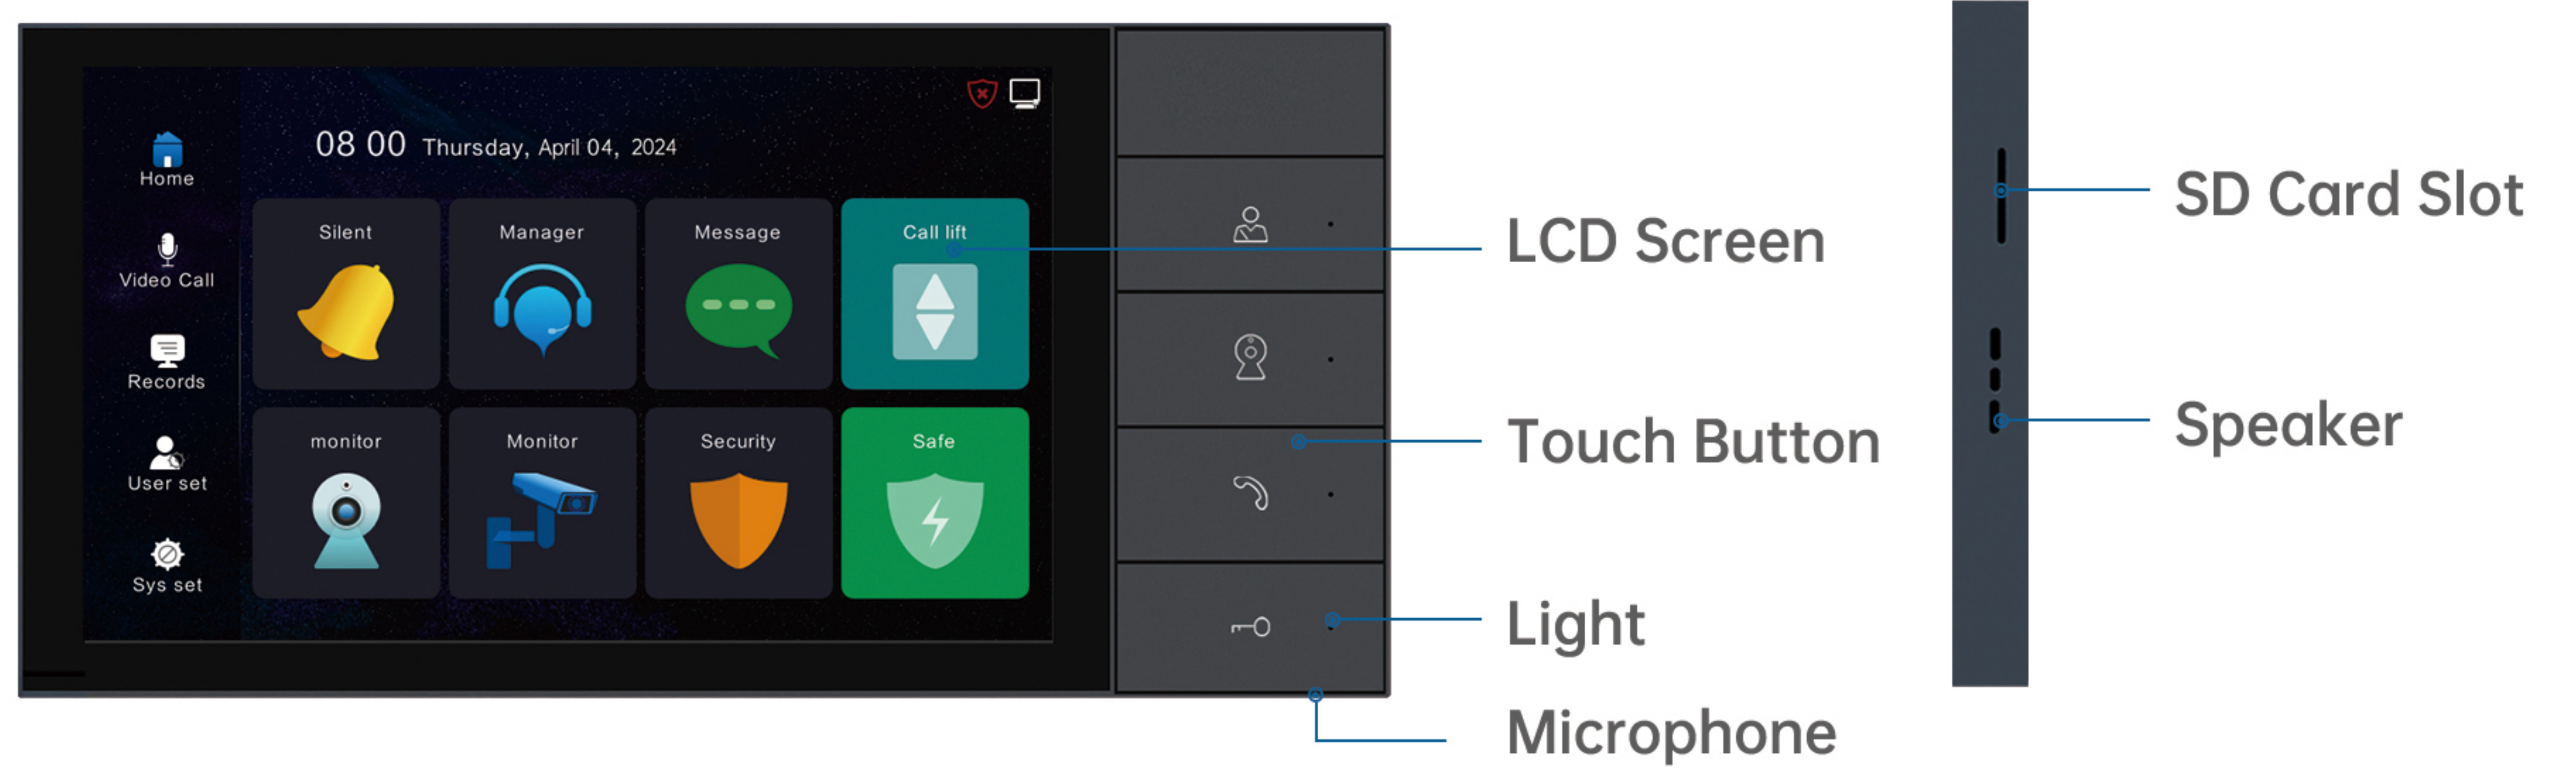 08 00 Thursday, April 04, 2024
Home
Video Call
Records
User set
Sys set
Silent
Manager
Message
Call lift
monitor
Monitor
Security
Safe
LCD Screen
Touch Button
Light
Microphone
SD Card Slot
Speaker